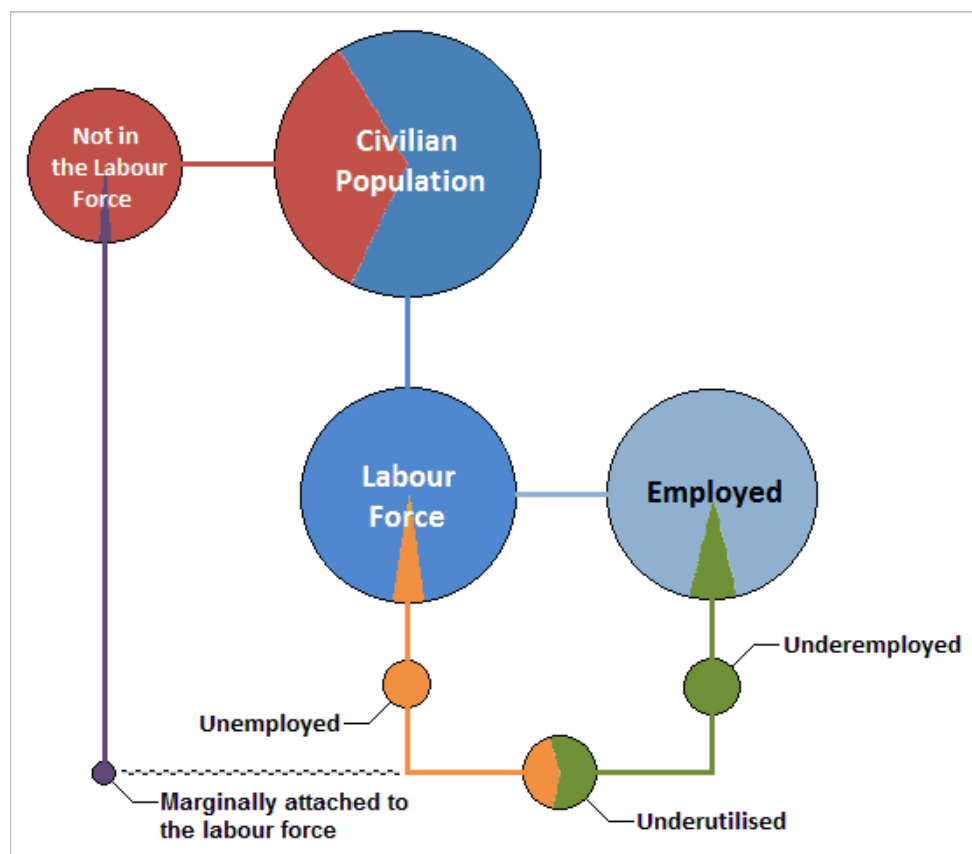 Civilian
Population
Not in
the Labour
Force
Labour
Force
Employed
Underemployed
Unemployed
Marginally attached to
the labour force
Underutilised